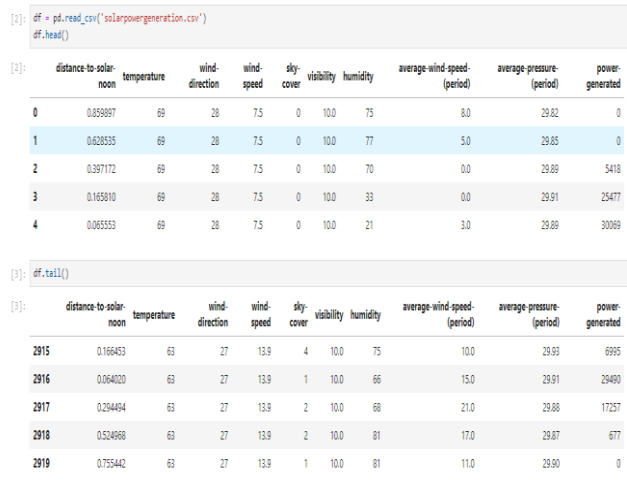 [2]: df = pd.read_csv('solarpowergeneration.csv')
df.head()
[2]: distance-to-solar-noon temperature wind-direction wind-speed sky-cover visibility humidity average-wind-speed-(period) average-pressure-(period) power-generated
0 0.859897 69 28 7.5 0 10.0 75 8.0 29.82 0
1 0.628535 69 28 7.5 0 10.0 77 5.0 29.85 0
2 0.397172 69 28 7.5 0 10.0 70 0.0 29.89 5418
3 0.165810 69 28 7.5 0 10.0 33 0.0 29.91 25477
4 0.065553 69 28 7.5 0 10.0 21 3.0 29.89 30069
[3]: df.tail()
[3]: distance-to-solar-noon temperature wind-direction wind-speed sky-cover visibility humidity average-wind-speed-(period) average-pressure-(period) power-generated
2915 0.166453 63 27 13.9 4 10.0 75 10.0 29.93 6995
2916 0.064020 63 27 13.9 1 10.0 66 15.0 29.91 29490
2917 0.294494 63 27 13.9 2 10.0 68 21.0 29.88 17257
2918 0.524968 63 27 13.9 2 10.0 81 17.0 29.87 677
2919 0.755442 63 27 13.9 1 10.0 81 11.0 29.90 0